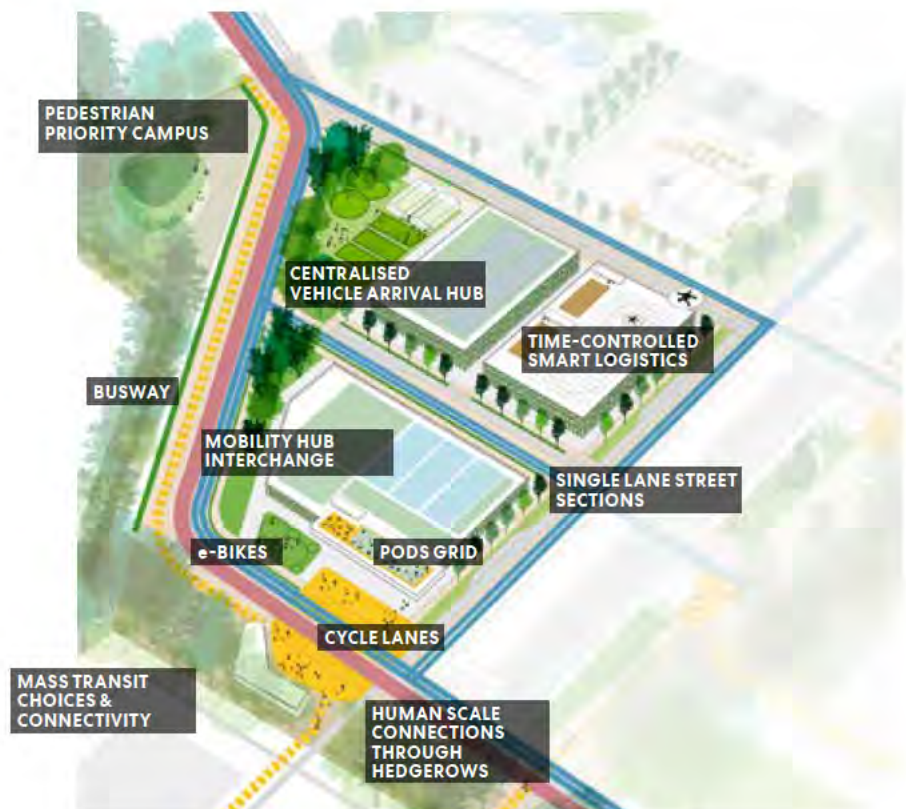 PEDESTRIAN
PRIORITY CAMPUS
CENTRALISED
VEHICLE ARRIVAL HUB
TIME-CONTROLLED
SMART LOGISTICS
BUSWAY
MOBILITY HUB
INTERCHANGE
SINGLE LANE STREET
SECTIONS
e-BIKES
PODS GRID
CYCLE LANES
MASS TRANSIT
CHOICES &
CONNECTIVITY
HUMAN SCALE
CONNECTIONS
THROUGH
HEDGEROWS